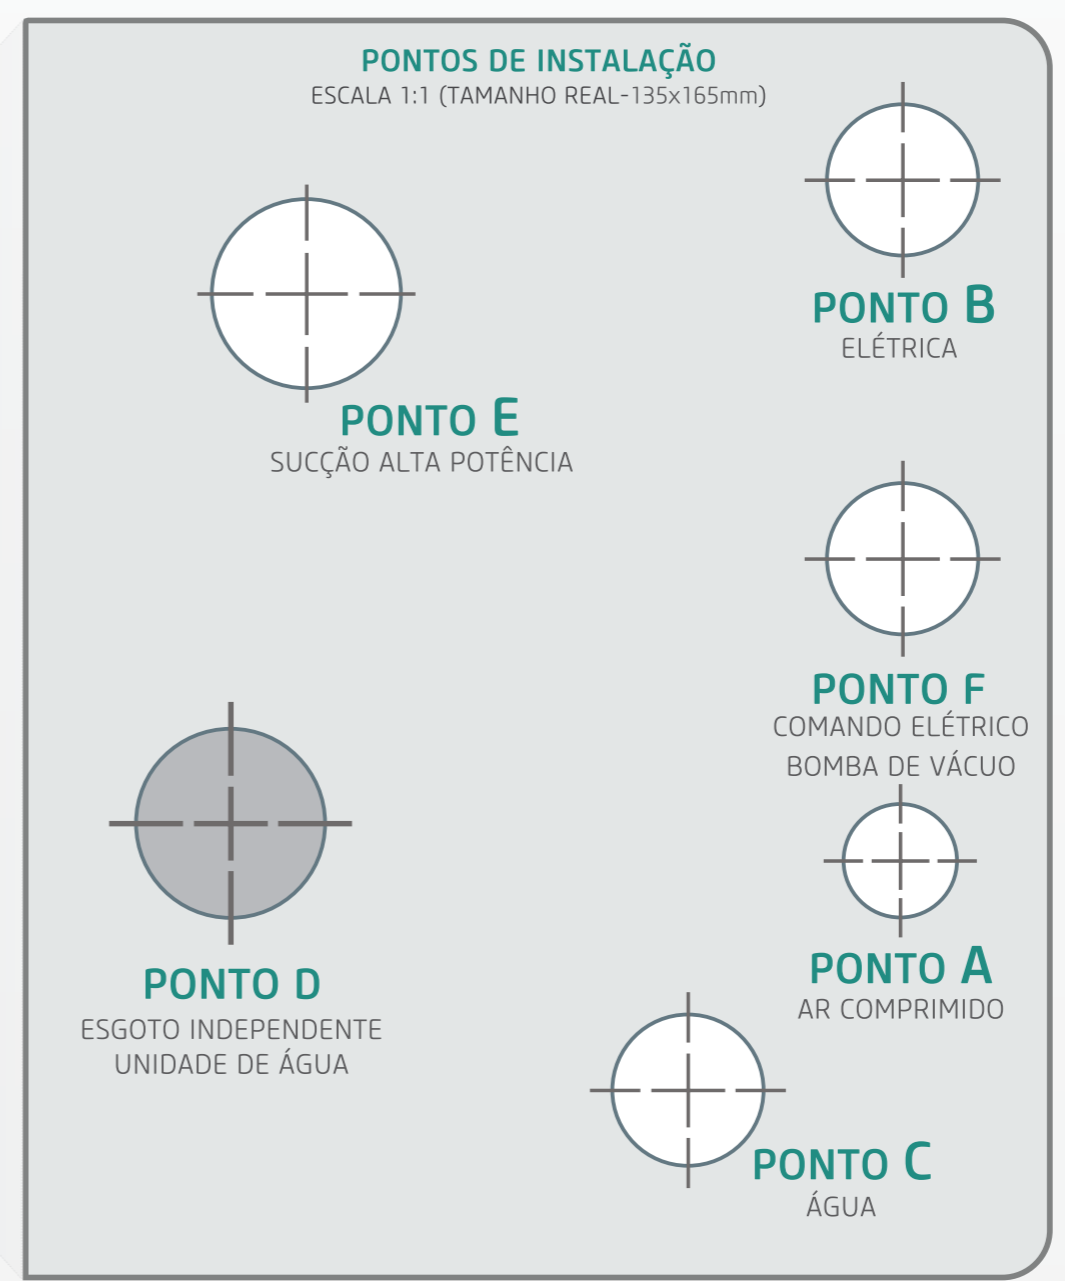 PONTOS DE INSTALAÇÃO
ESCALA 1:1 (TAMANHO REAL-135x165mm)
PONTO B
ELÉTRICA
PONTO E
SUCÇÃO ALTA POTÊNCIA
PONTO F
COMANDO ELÉTRICO
BOMBA DE VÁCUO
PONTO A
AR COMPRIMIDO
PONTO D
ESGOTO INDEPENDENTE
UNIDADE DE ÁGUA
PONTO C
ÁGUA